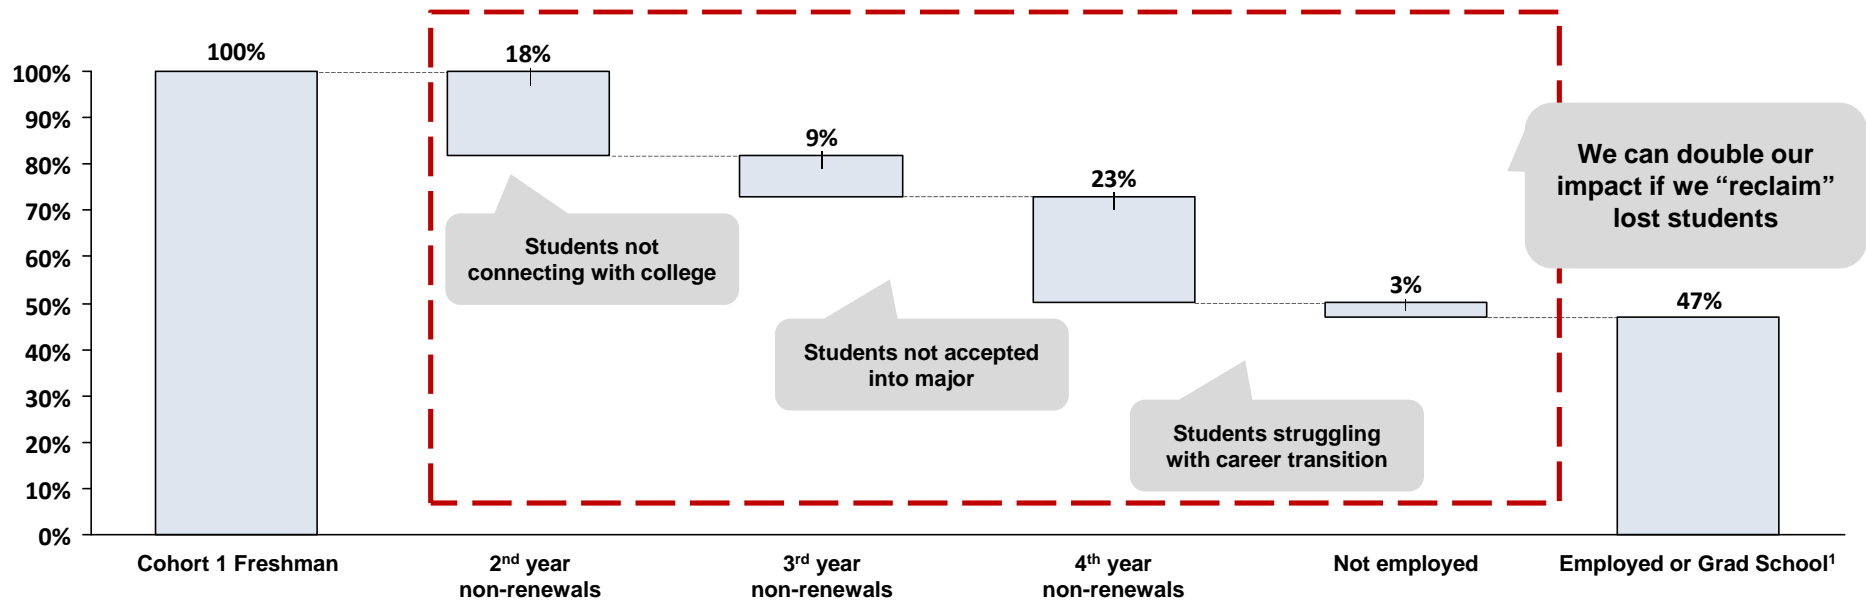 100%
90%
80%
70%
60%
50%
40%
30%
20%
10%
0%
100%
18%
9%
23%
3%
47%
Students not
connecting with college
Students not accepted
into major
Students struggling
with career transition
We can double our
impact if we “reclaim”
lost students
Cohort 1 Freshman
2nd year
non-renewals
3rd year
non-renewals
4th year
non-renewals
Not employed
Employed or Grad School1